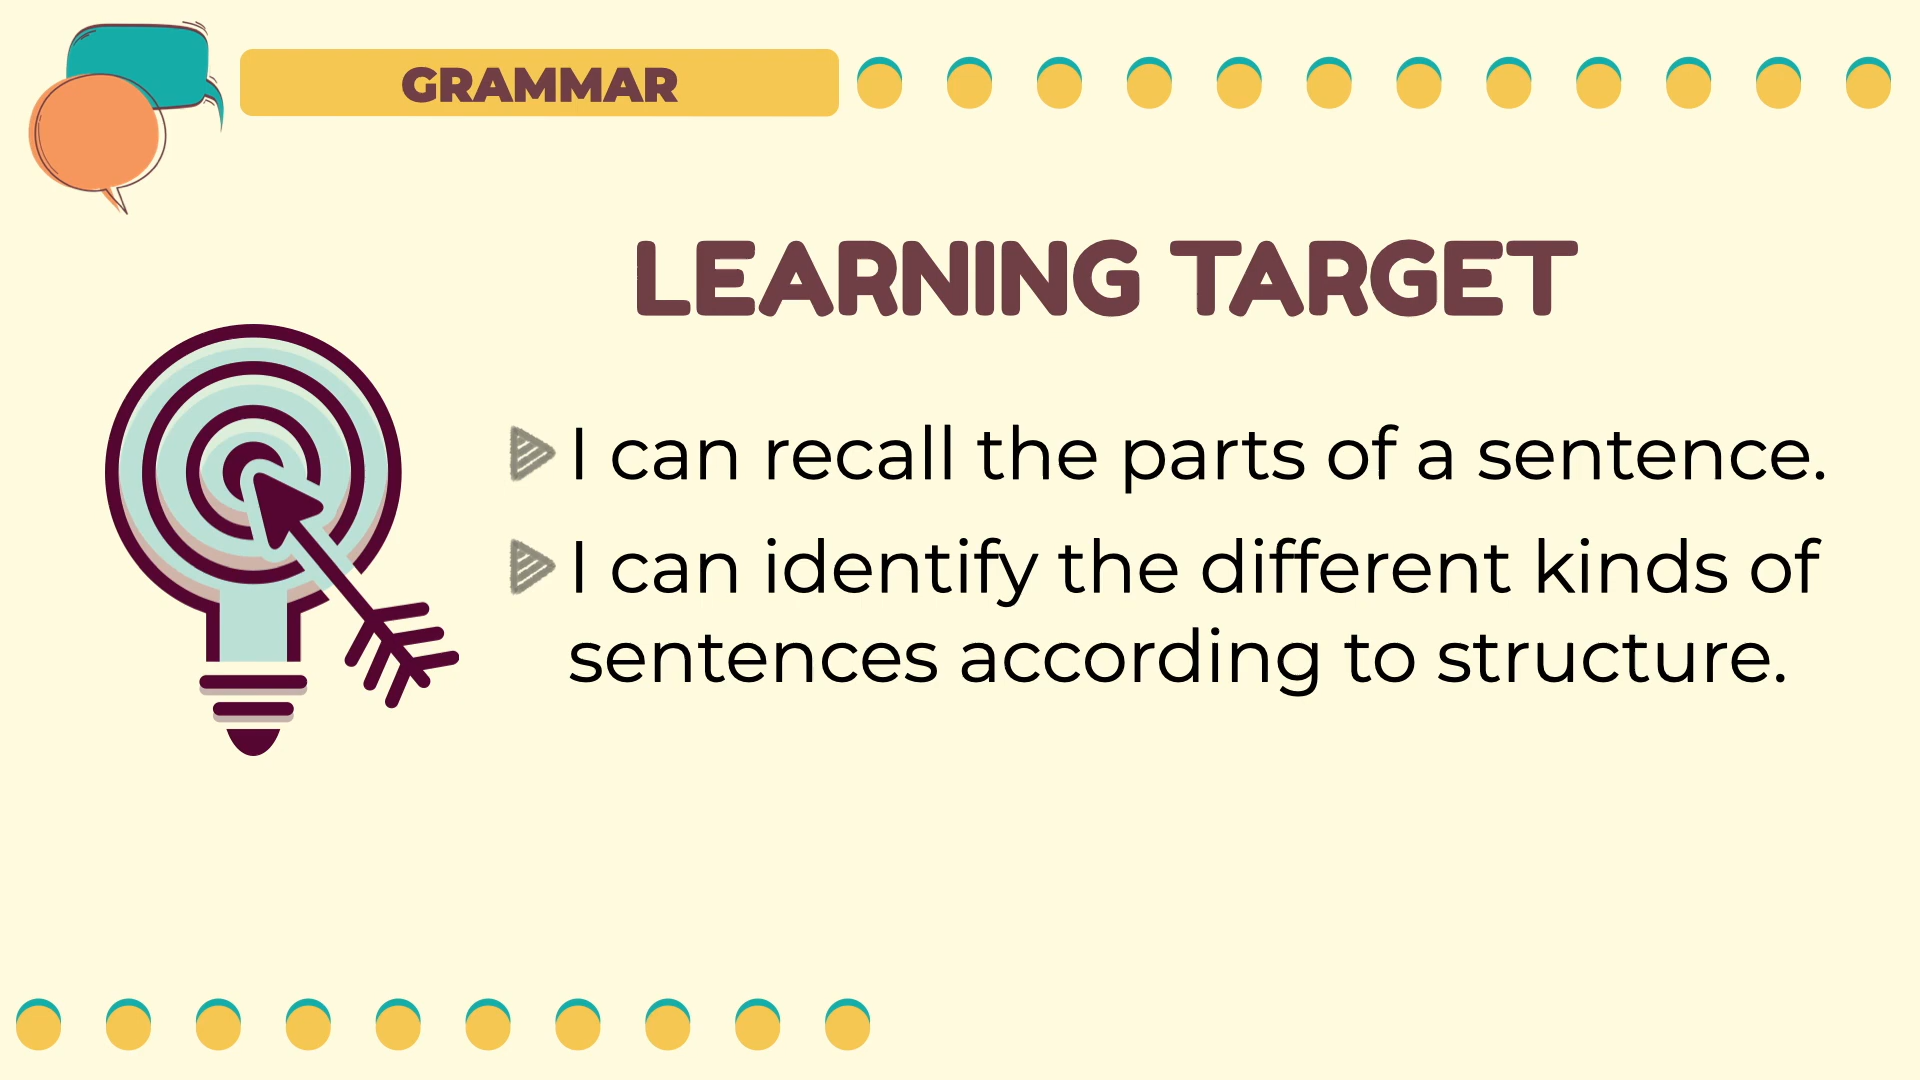 GRAMMAR
LEARNING TARGET
I can recall the parts of a sentence.
I can identify the different kinds of
sentences according to structure.